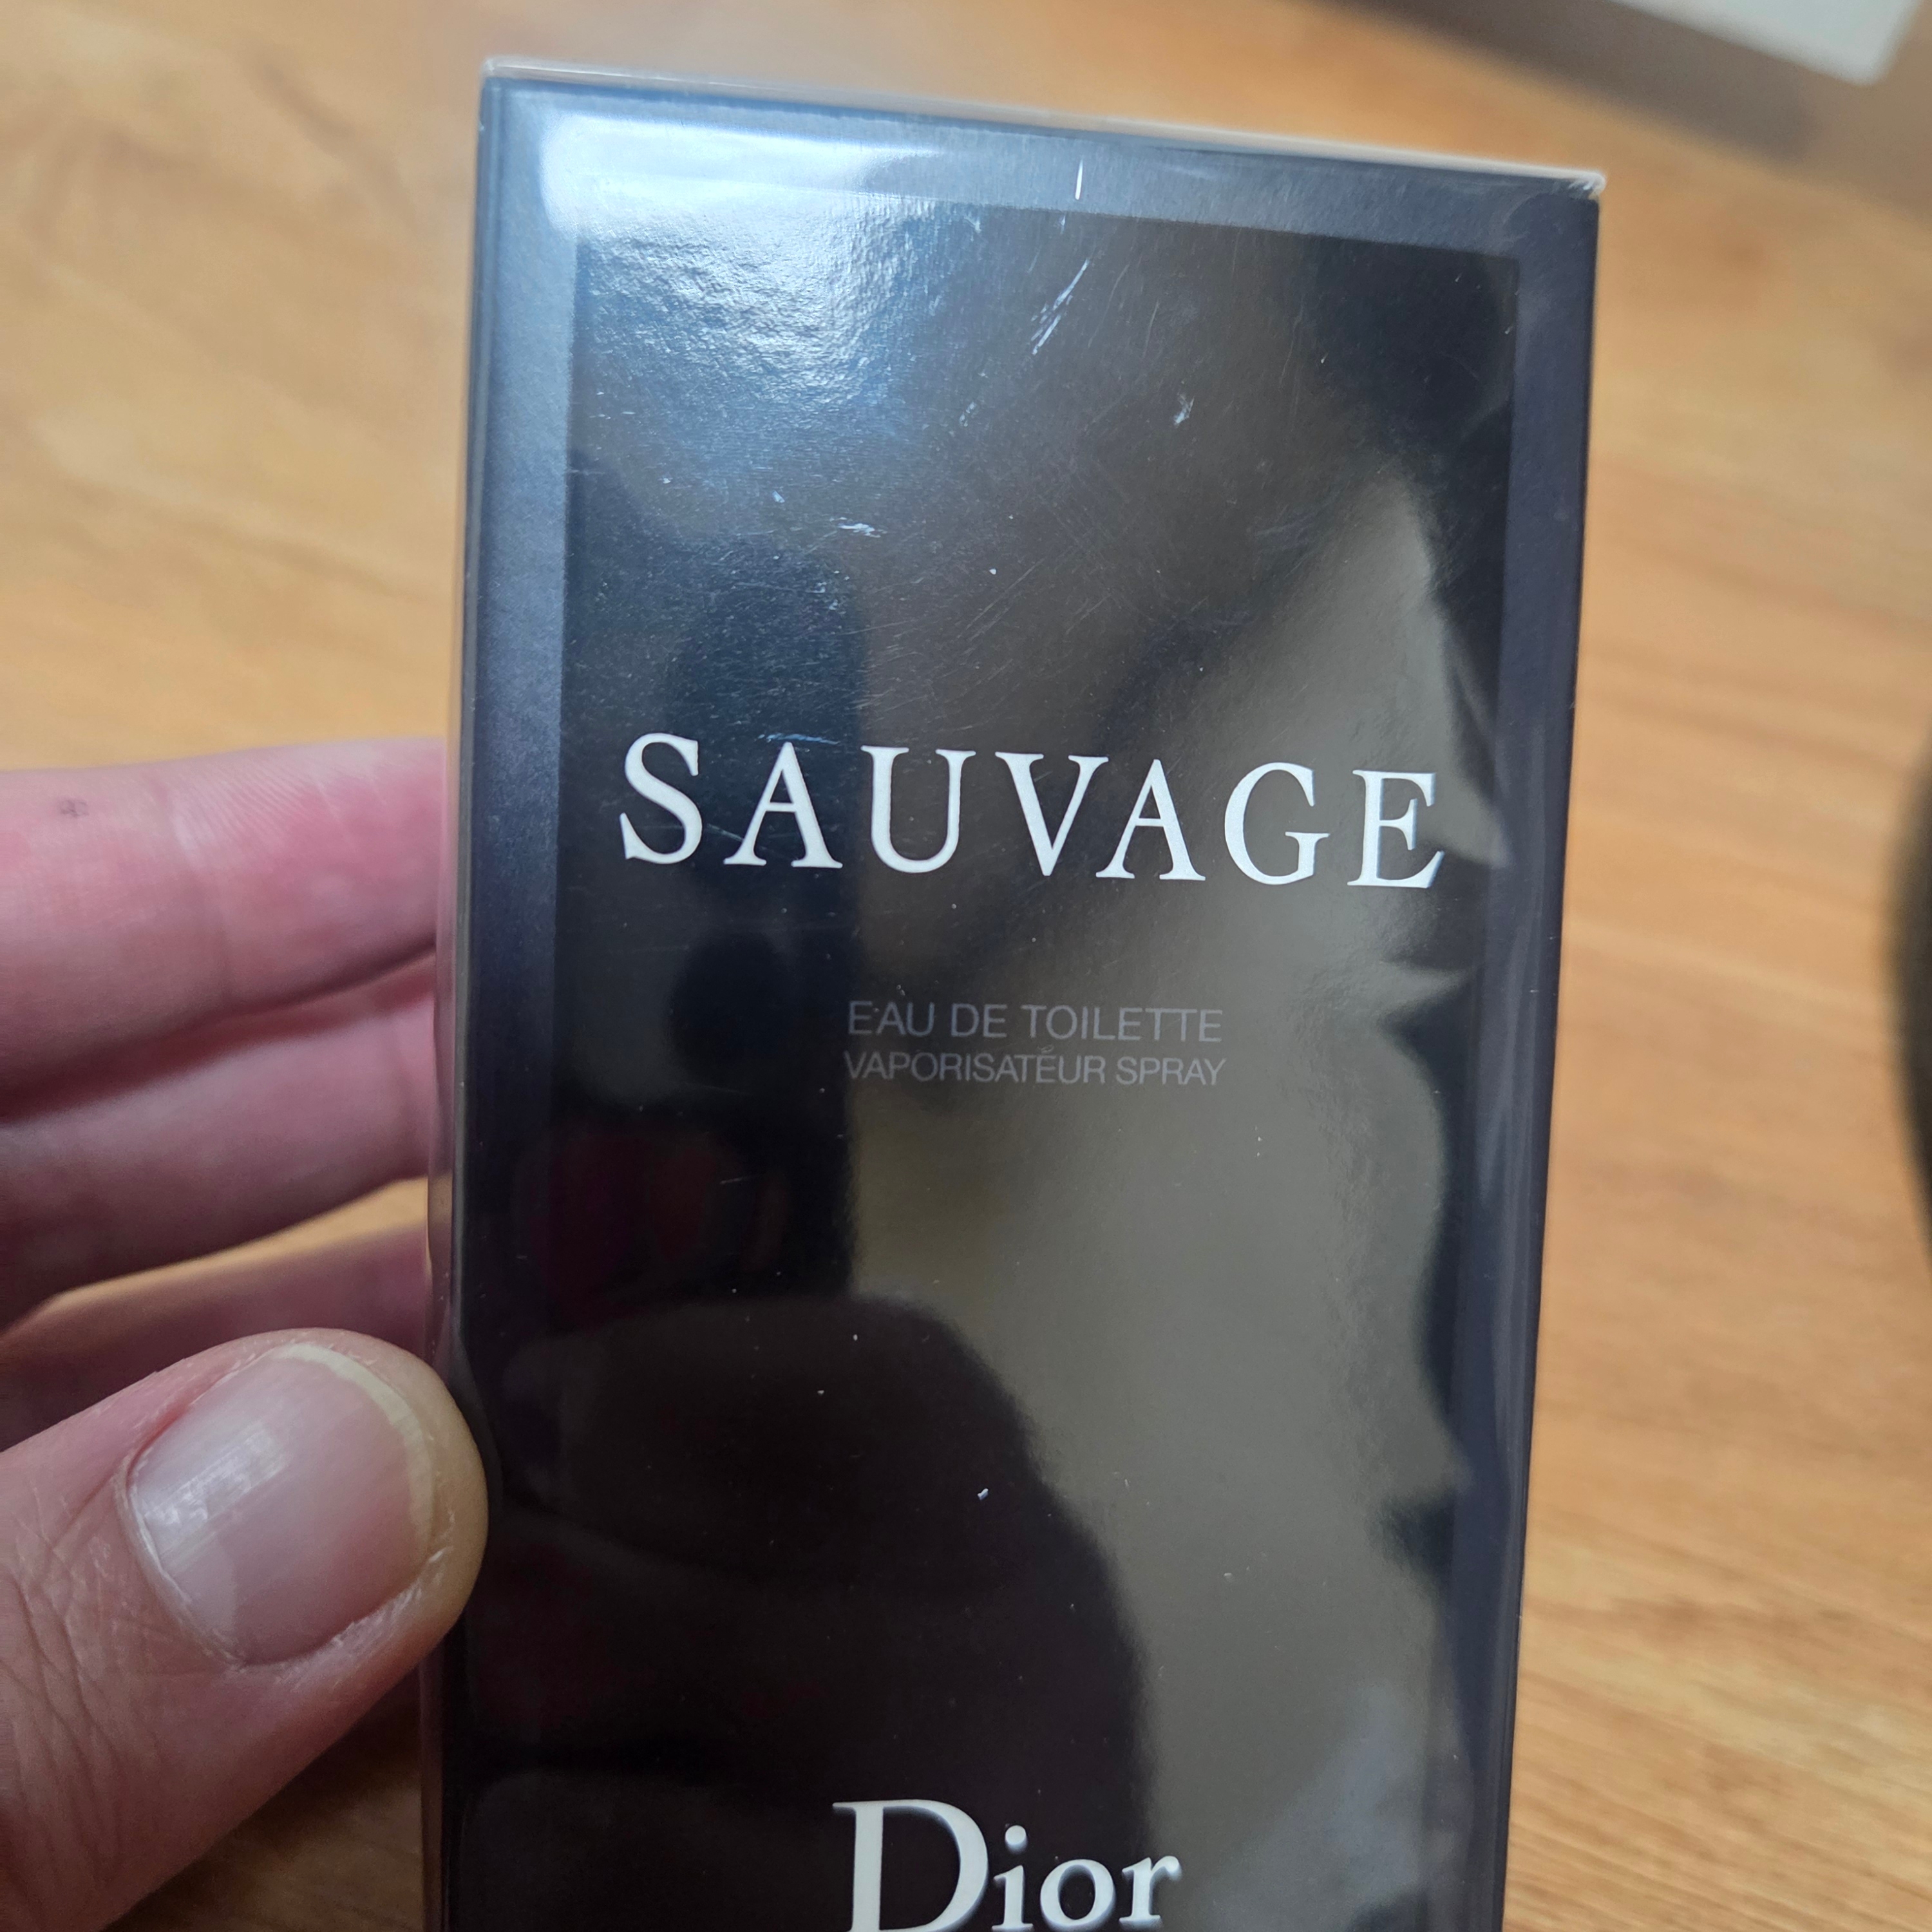 SAUVAGE
EAU DE TOILETTE
VAPORISATEUR SPRAY
Dior